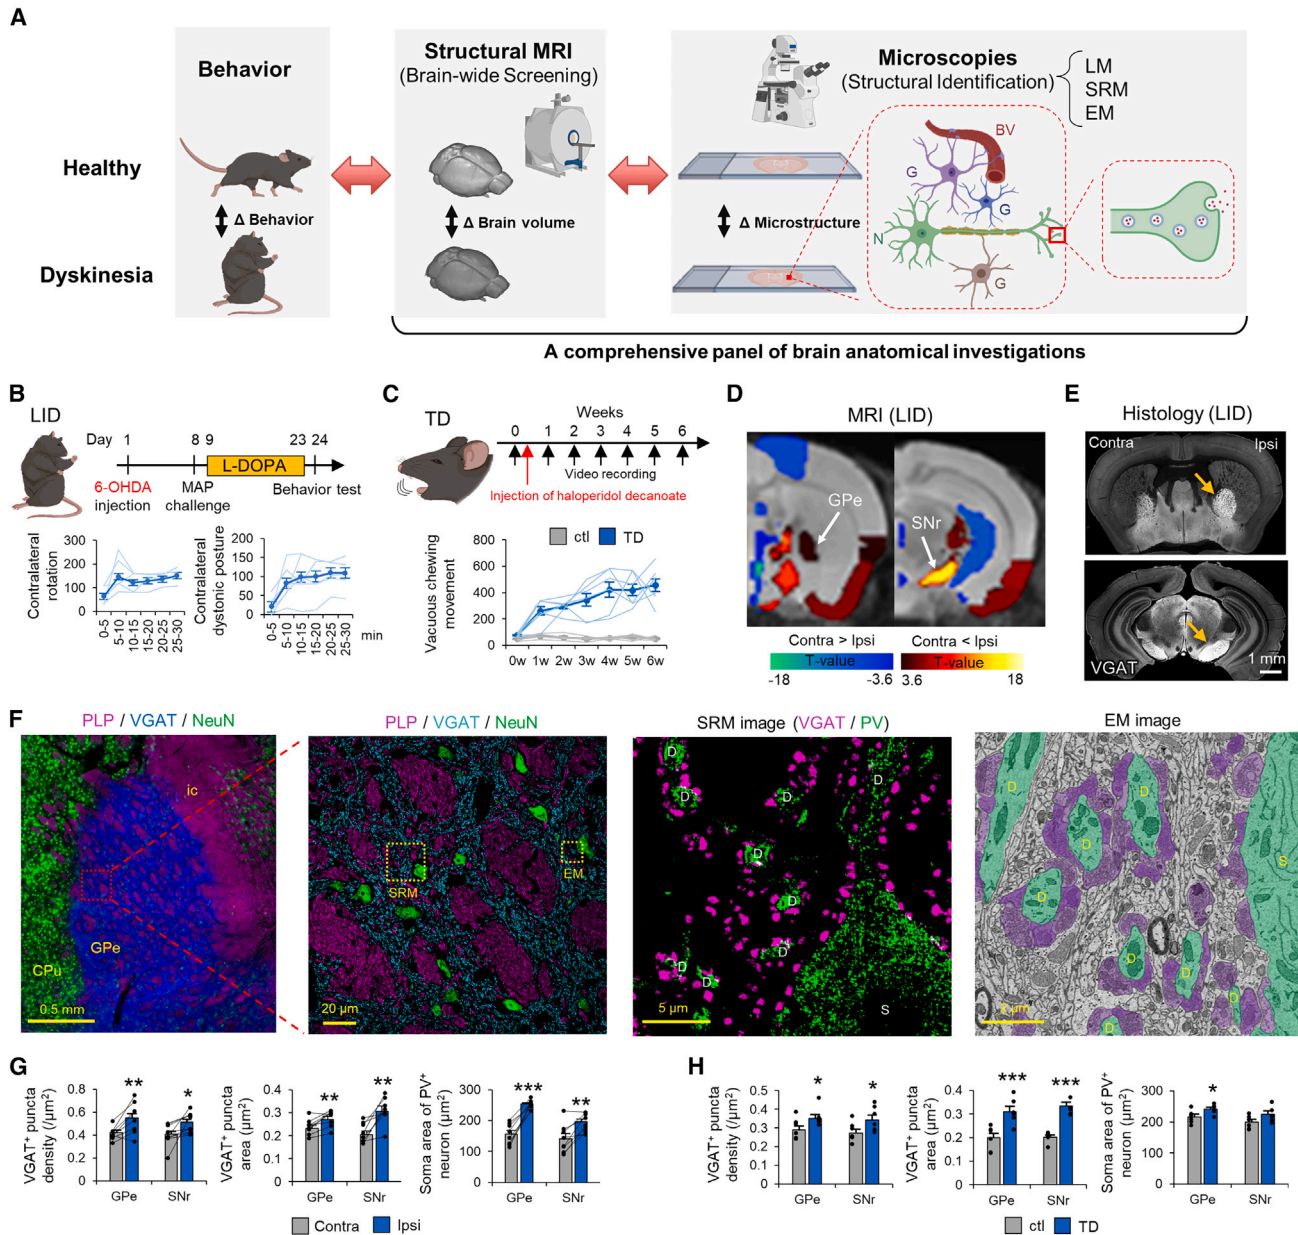 A
Behavior
Structural MRI
(Brain-wide Screening)
Microscopies
(Structural Identification)
LM
SRM
EM
Healthy
BV
G
G
N
G
Δ Behavior
Δ Brain volume
Δ Microstructure
Dyskinesia
A comprehensive panel of brain anatomical investigations
B
LID
Day 1 8 9 23 24
L-DOPA
6-OHDA
injection
MAP
challenge
Behavior test
Contralateral
rotation
300
200
100
0
0-5
5-10
10-15
15-20
20-25
25-30
Contralateral
dystonic posture
200
150
100
50
0
0-5
5-10
10-15
15-20
20-25
25-30
min
C
TD
Weeks
0 1 2 3 4 5 6
Video recording
Injection of haloperidol decanoate
ctl TD
Vacuous chewing
movement
800
600
400
200
0
0w 1w 2w 3w 4w 5w 6w
D
MRI (LID)
GPe
SNr
Contra > Ipsi
Contra < Ipsi
T-value
T-value
-18 -3.6 3.6 18
E
Histology (LID)
Contra Ipsi
VGAT
1 mm
F
PLP / VGAT / NeuN
ic
GPe
CPu
0.5 mm
PLP / VGAT / NeuN
SRM
EM
20 μm
SRM image (VGAT / PV)
D
D
D
D
D
D
D
D
D
S
5 μm
EM image
D
D
D
D
D
D
D
D
S
2 μm
G
VGAT+ puncta
density (/μm2)
0.8
0.6
0.4
0.2
0
** *
GPe SNr
VGAT+ puncta
area (μm2)
0.4
0.3
0.2
0.1
0
** **
GPe SNr
Soma area of PV+
neuron (μm2)
300
200
100
0
*** **
GPe SNr
Contra Ipsi
H
VGAT+ puncta
density (/μm2)
0.5
0.4
0.3
0.2
0.1
0
* *
GPe SNr
VGAT+ puncta
area (μm2)
0.4
0.3
0.2
0.1
0
*** ***
GPe SNr
Soma area of PV+
neuron (μm2)
300
200
100
0
*
GPe SNr
ctl TD